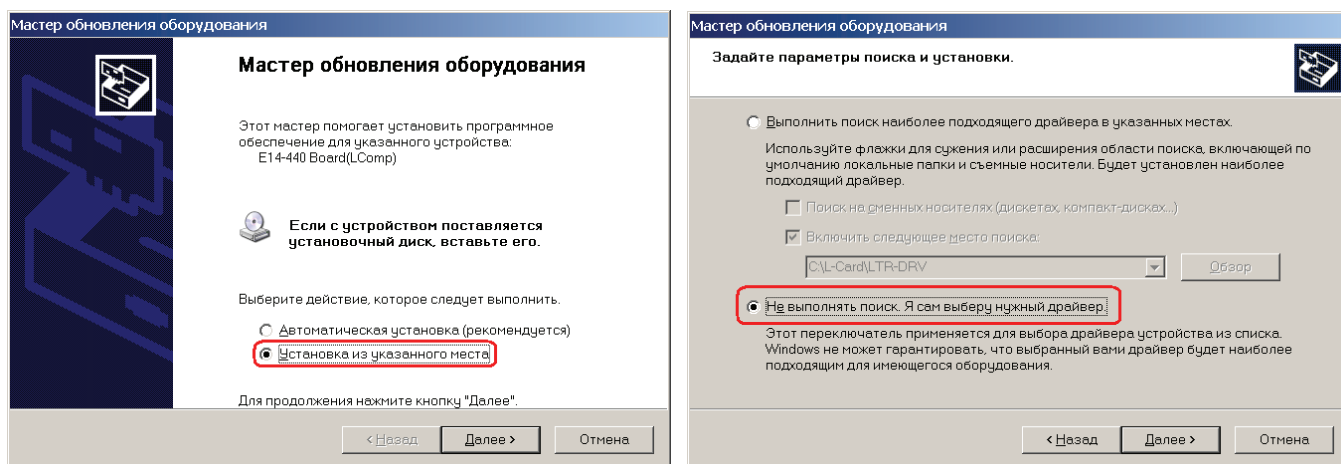 Мастер обновления оборудования
Мастер обновления оборудования
Этот мастер помогает установить программное
обеспечение для указанного устройства:
E14-440 Board(LComp)
Если с устройством поставляется
установочный диск, вставьте его.
Выберите действие, которое следует выполнить.
Автоматическая установка (рекомендуется)
Установка из указанного места
Для продолжения нажмите кнопку "Далее".
< Назад
Далее >
Отмена
Мастер обновления оборудования
Задайте параметры поиска и установки.
Выполнить поиск наиболее подходящего драйвера в указанных местах.
Используйте флажки для сужения или расширения области поиска, включающей по
умолчанию локальные папки и съемные носители. Будет установлен наиболее
подходящий драйвер.
Поиск на сменных носителях (дискетах, компакт-дисках...)
Включить следующее место поиска:
C:\L-Card\LTR-DRV
Обзор
Не выполнять поиск. Я сам выберу нужный драйвер.
Этот переключатель применяется для выбора драйвера устройства из списка.
Windows не может гарантировать, что выбранный вами драйвер будет наиболее
подходящим для имеющегося оборудования.
< Назад
Далее >
Отмена